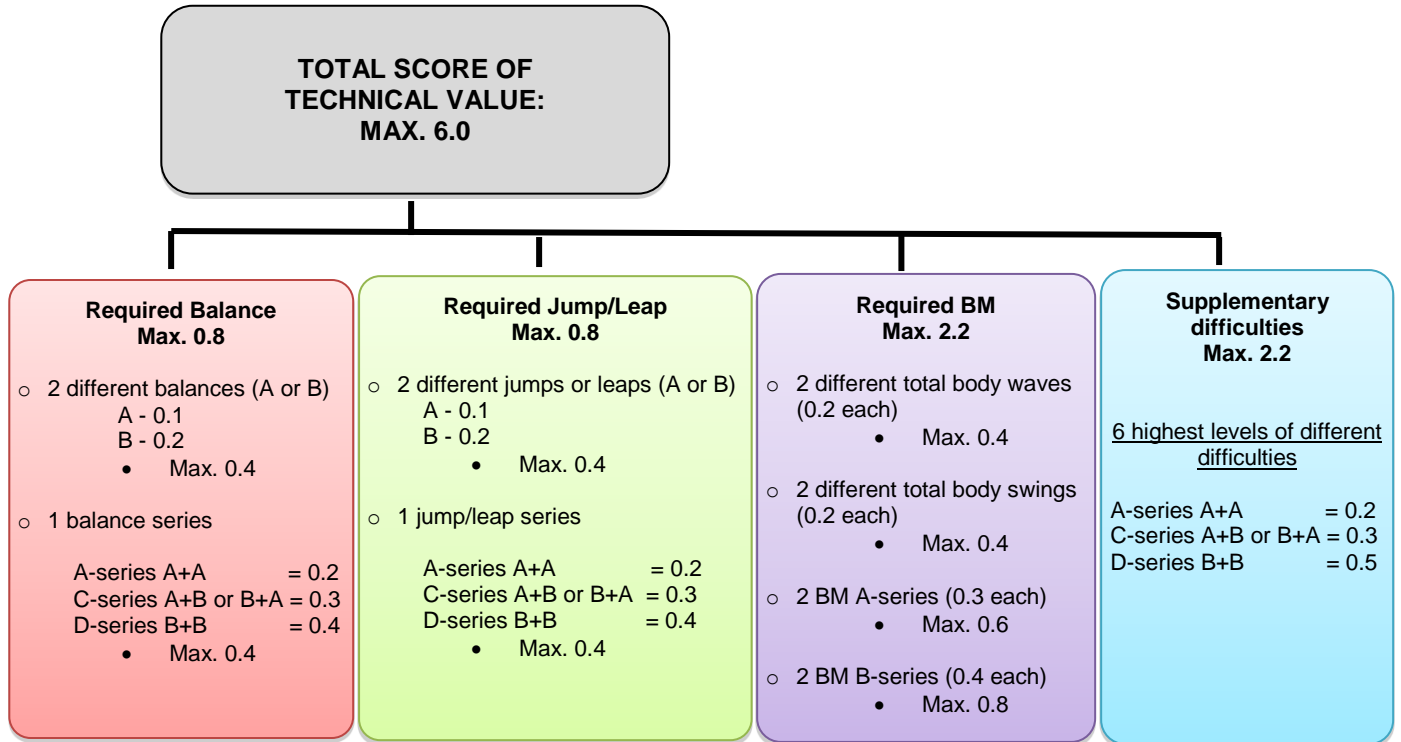 TOTAL SCORE OF
TECHNICAL VALUE:
MAX. 6.0
Required Balance
Max. 0.8
o 2 different balances (A or B)
A - 0.1
B - 0.2
• Max. 0.4
o 1 balance series
A-series A+A = 0.2
C-series A+B or B+A = 0.3
D-series B+B = 0.4
• Max. 0.4
Required Jump/Leap
Max. 0.8
o 2 different jumps or leaps (A or B)
A - 0.1
B - 0.2
• Max. 0.4
o 1 jump/leap series
A-series A+A = 0.2
C-series A+B or B+A = 0.3
D-series B+B = 0.4
• Max. 0.4
Required BM
Max. 2.2
o 2 different total body waves
(0.2 each)
• Max. 0.4
o 2 different total body swings
(0.2 each)
• Max. 0.4
o 2 BM A-series (0.3 each)
• Max. 0.6
o 2 BM B-series (0.4 each)
• Max. 0.8
Supplementary
difficulties
Max. 2.2
6 highest levels of different
difficulties
A-series A+A = 0.2
C-series A+B or B+A = 0.3
D-series B+B = 0.5